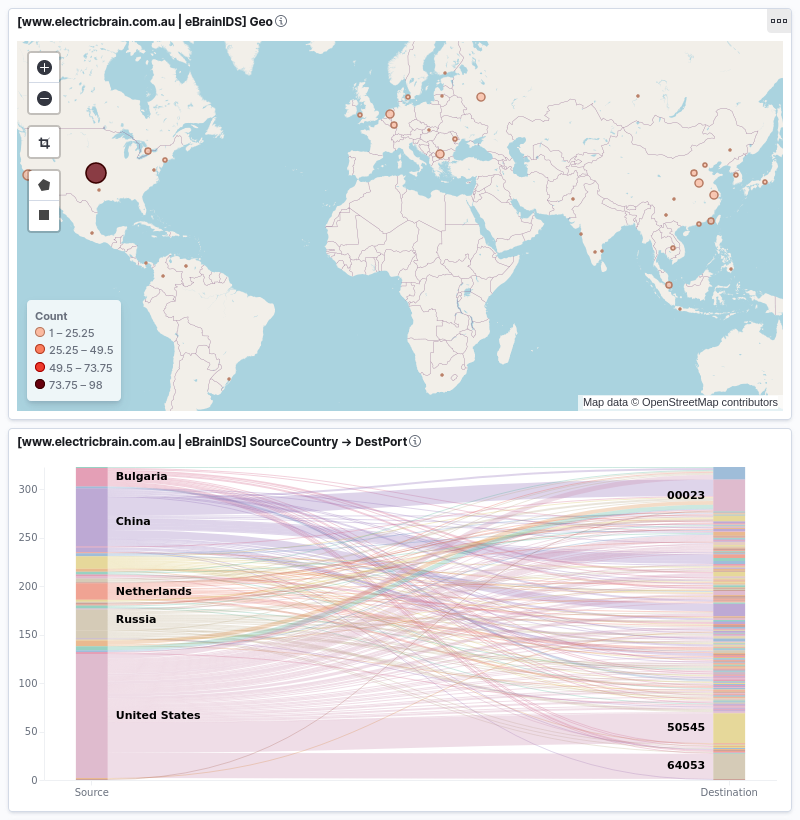 [www.electricbrain.com.au | eBrainIDS] Geo
Count
1 – 25.25
25.25 – 49.5
49.5 – 73.75
73.75 – 98
Map data © OpenStreetMap contributors
[www.electricbrain.com.au | eBrainIDS] SourceCountry → DestPort
300
250
200
150
100
50
0
Bulgaria
China
Netherlands
Russia
United States
00023
50545
64053
Source
Destination